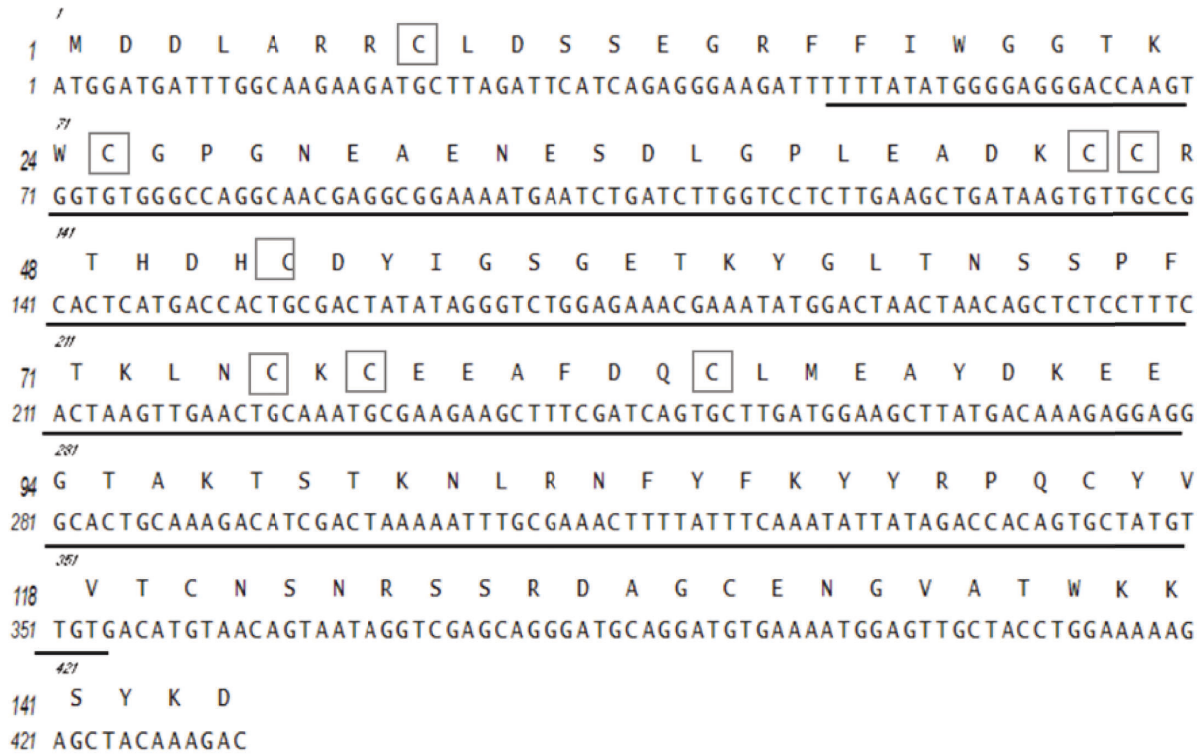 1
1 M D D L A R R C L D S S E G R F F I W G G T K
1 ATGGATGATTTGGCAAGAAGATGCTTAGATTCATCAGAGGGAAGATTTTTTATATGGGGAGGGACCAAGT
71
24 W C G P G N E A E N E S D L G P L E A D K C C R
71 GGTGTGGGCCAGGCAACGAGGCGGAAAATGAATCTGATCTTGGTCCTCTTGAAGCTGATAAGTGTTGCCG
141
48 T H D H C D Y I G S G E T K Y G L T N S S P F
141 CACTCATGACCACTGCGACTATATAGGGTCTGGAGAAACGAAATATGGACTAACTAACAGCTCTCCTTTC
211
71 T K L N C K C E E A F D Q C L M E A Y D K E E
211 ACTAAGTTGAACTGCAAATGCGAAGAAGCTTTCGATCAGTGCTTGATGGAAGCTTATGACAAAGAGGAGG
281
94 G T A K T S T K N L R N F Y F K Y Y R P Q C Y V
281 GCACTGCAAAGACATCGACTAAAAATTTGCGAAACTTTTATTTCAAATATTATAGACCACAGTGCTATGT
351
118 V T C N S N R S S R D A G C E N G V A T W K K
351 TGTGACATGTAACAGTAATAGGTCGAGCAGGGATGCAGGATGTGAAAATGGAGTTGCTACCTGGAAAAAG
421
141 S Y K D
421 AGCTACAAAGAC